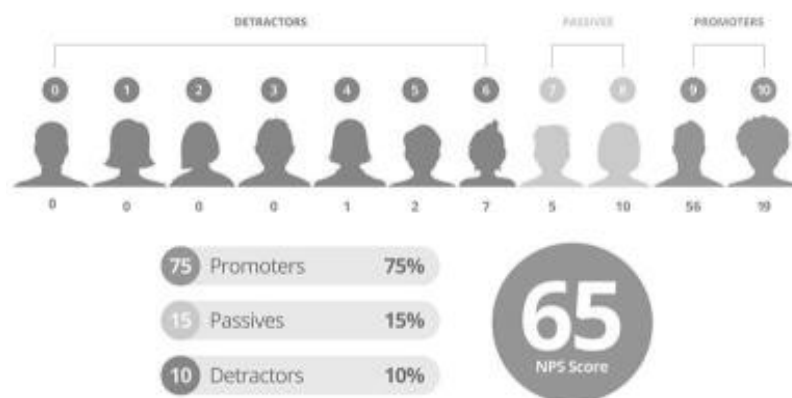 DETRACTORS PASSIVES PROMOTERS
0 1 2 3 4 5 6 7 8 9 10
0 0 0 0 1 2 7 5 10 56 19
75 Promoters 75%
15 Passives 15%
10 Detractors 10%
65
NPS Score